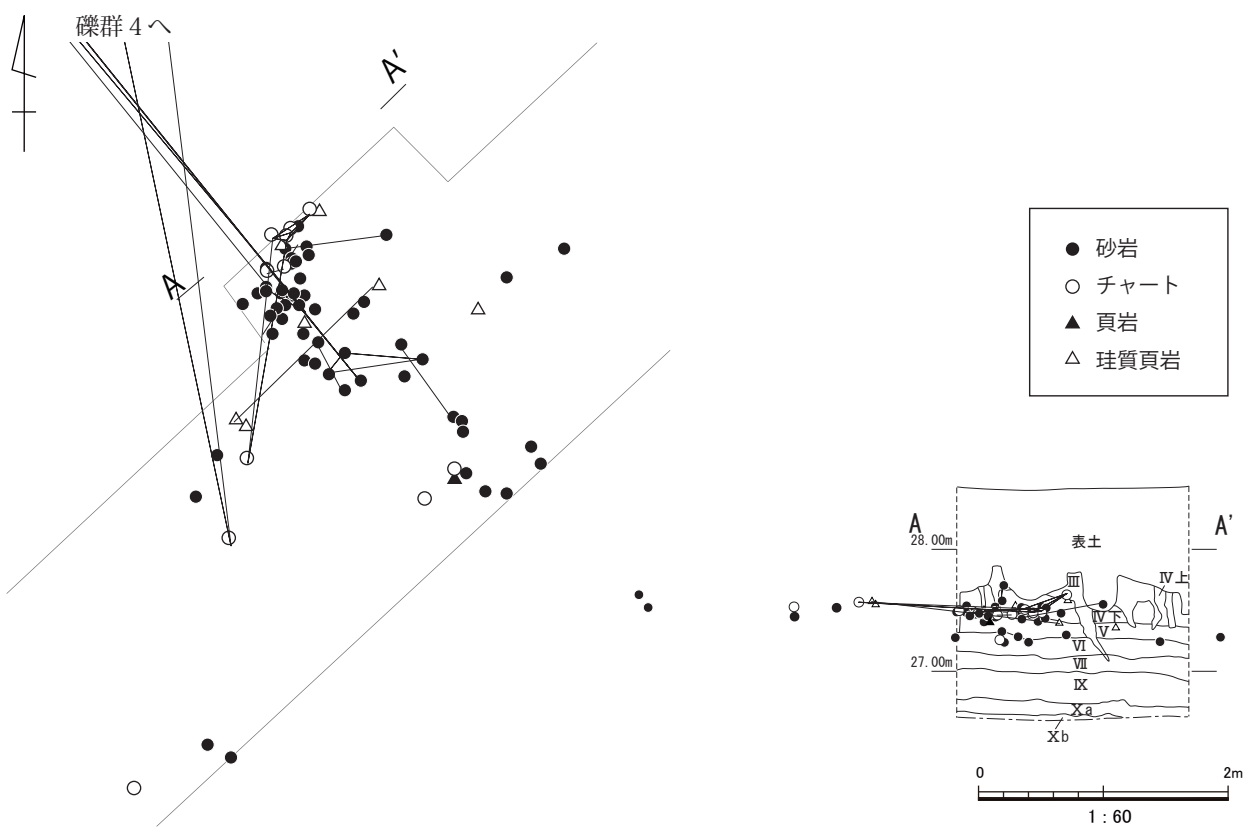 礫群4へ
A'
A
砂岩
チャート
頁岩
珪質頁岩
A
A'
28.00m
表土
Ⅲ
Ⅳ上
Ⅳ下
Ⅴ
Ⅵ
27.00m
Ⅶ
Ⅸ
Ⅹa
Ⅹb
0 2m
1:60